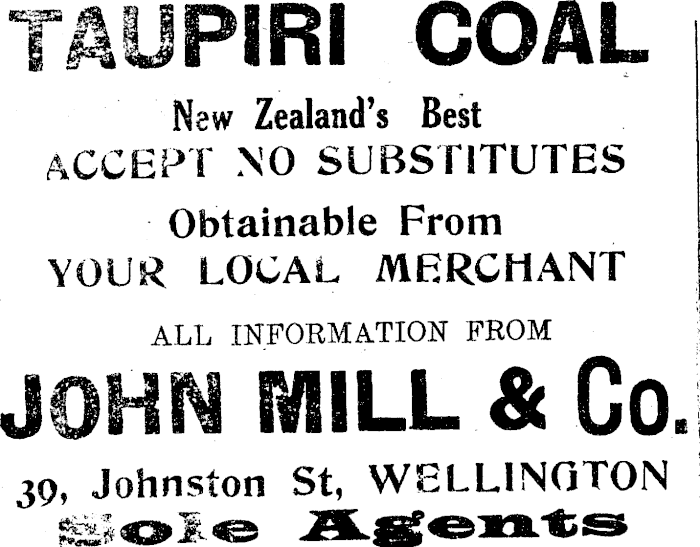 TAUPIRI COAL
New Zealand's Best
ACCEPT NO SUBSTITUTES
Obtainable From
YOUR LOCAL MERCHANT
ALL INFORMATION FROM
JOHN MILL & Co.
39, Johnston St, WELLINGTON
Sole Agents